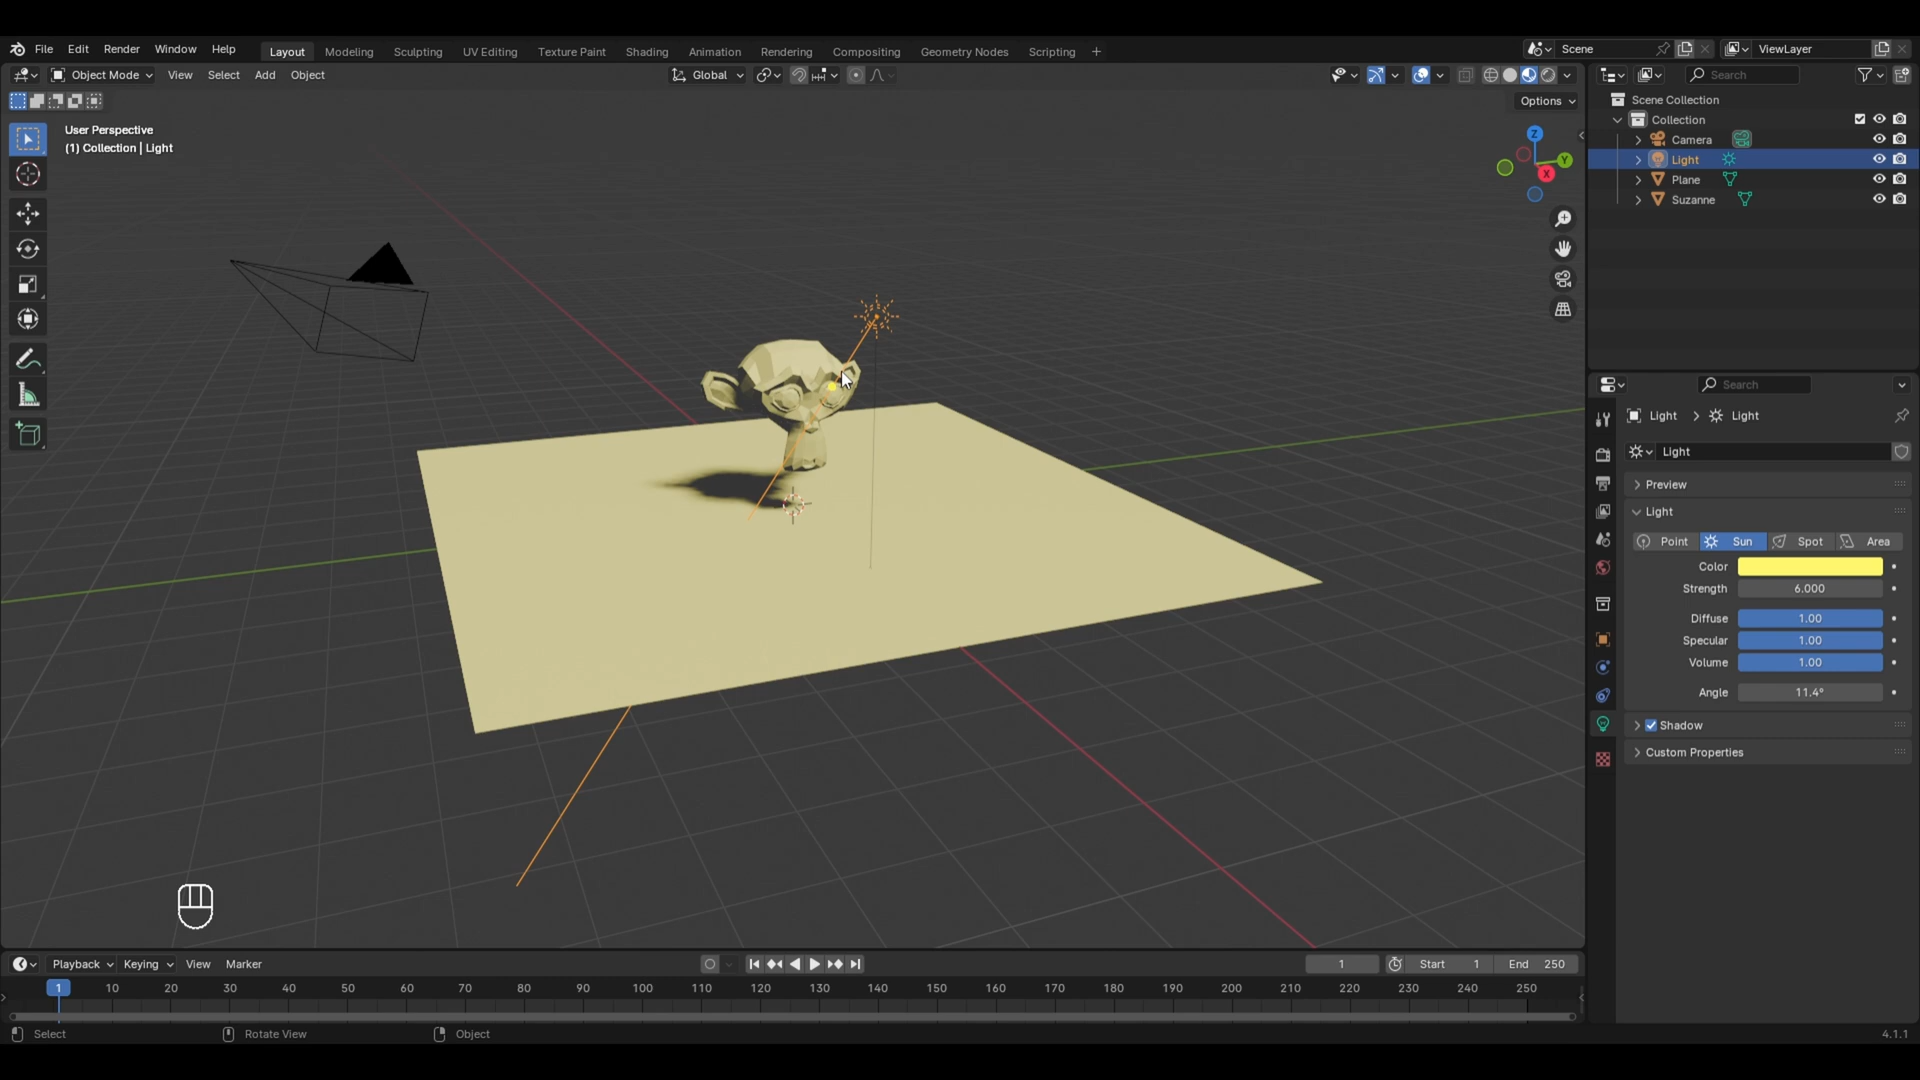 File Edit Render Window Help
Layout Modeling Sculpting UV Editing Texture Paint Shading Animation Rendering Compositing Geometry Nodes Scripting +
Scene
ViewLayer
Object Mode View Select Add Object
Global
Search
Options
User Perspective
(1) Collection | Light
Z
Y
X
Scene Collection
Collection
Camera
Light
Plane
Suzanne
Search
Light > Light
Light
Preview
Light
Point Sun Spot Area
Color
Strength 6.000
Diffuse 1.00
Specular 1.00
Volume 1.00
Angle 11.4°
Shadow
Custom Properties
Playback Keying View Marker
1 Start 1 End 250
1 10 20 30 40 50 60 70 80 90 100 110 120 130 140 150 160 170 180 190 200 210 220 230 240 250
Select Rotate View Object
4.1.1